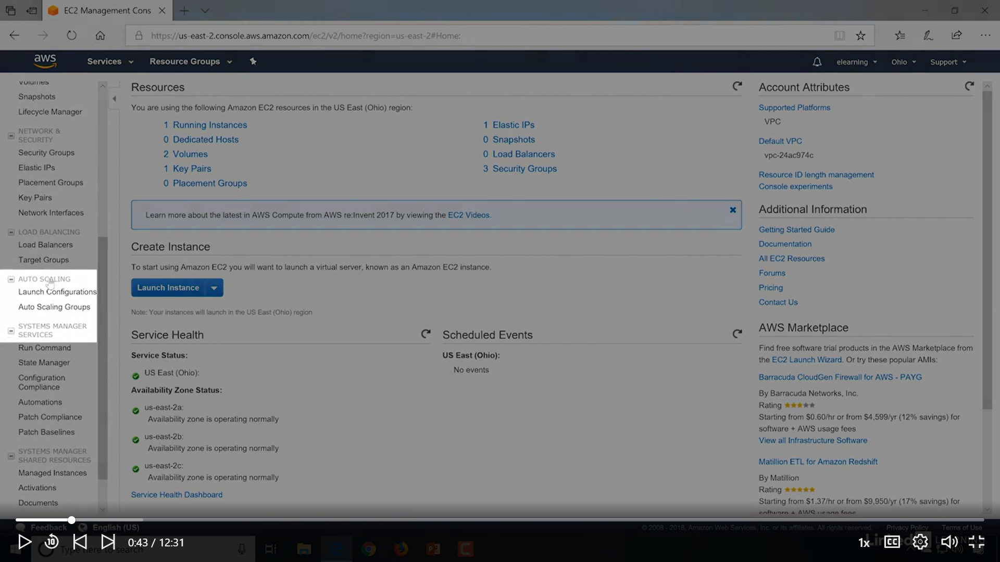 EC2 Management Cons
https://us-east-2.console.aws.amazon.com/ec2/v2/home?region=us-east-2#Home:
aws
Services
Resource Groups
elearning
Ohio
Support
Volumes
Snapshots
Lifecycle Manager
NETWORK &
SECURITY
Security Groups
Elastic IPs
Placement Groups
Key Pairs
Network Interfaces
LOAD BALANCING
Load Balancers
Target Groups
AUTO SCALING
Launch Configurations
Auto Scaling Groups
SYSTEMS MANAGER
SERVICES
Run Command
State Manager
Configuration
Compliance
Automations
Patch Compliance
Patch Baselines
SYSTEMS MANAGER
SHARED RESOURCES
Managed Instances
Activations
Documents
Resources
You are using the following Amazon EC2 resources in the US East (Ohio) region:
1 Running Instances
0 Dedicated Hosts
2 Volumes
1 Key Pairs
0 Placement Groups
1 Elastic IPs
0 Snapshots
0 Load Balancers
3 Security Groups
Learn more about the latest in AWS Compute from AWS re:Invent 2017 by viewing the EC2 Videos.
Create Instance
To start using Amazon EC2 you will want to launch a virtual server, known as an Amazon EC2 instance.
Launch Instance
Note: Your instances will launch in the US East (Ohio) region
Service Health
Service Status:
US East (Ohio):
Availability Zone Status:
us-east-2a:
Availability zone is operating normally
us-east-2b:
Availability zone is operating normally
us-east-2c:
Availability zone is operating normally
Service Health Dashboard
Scheduled Events
US East (Ohio):
No events
Account Attributes
Supported Platforms
VPC
Default VPC
vpc-24ac974c
Resource ID length management
Console experiments
Additional Information
Getting Started Guide
Documentation
All EC2 Resources
Forums
Pricing
Contact Us
AWS Marketplace
Find free software trial products in the AWS Marketplace from
the EC2 Launch Wizard. Or try these popular AMIs:
Barracuda CloudGen Firewall for AWS - PAYG
By Barracuda Networks, Inc.
Rating
Starting from $0.60/hr or from $4,599/yr (12% savings) for
software + AWS usage fees
View all Infrastructure Software
Matillion ETL for Amazon Redshift
By Matillion
Rating
Starting from $1.37/hr or from $9,950/yr (17% savings) for
software + AWS usage fees
Feedback
English (US)
© 2008 - 2018, Amazon Web Services, Inc. or its affiliates. All rights reserved.
Privacy Policy
Terms of Use
10
0:43 / 12:31
Type here to search
1x
CC